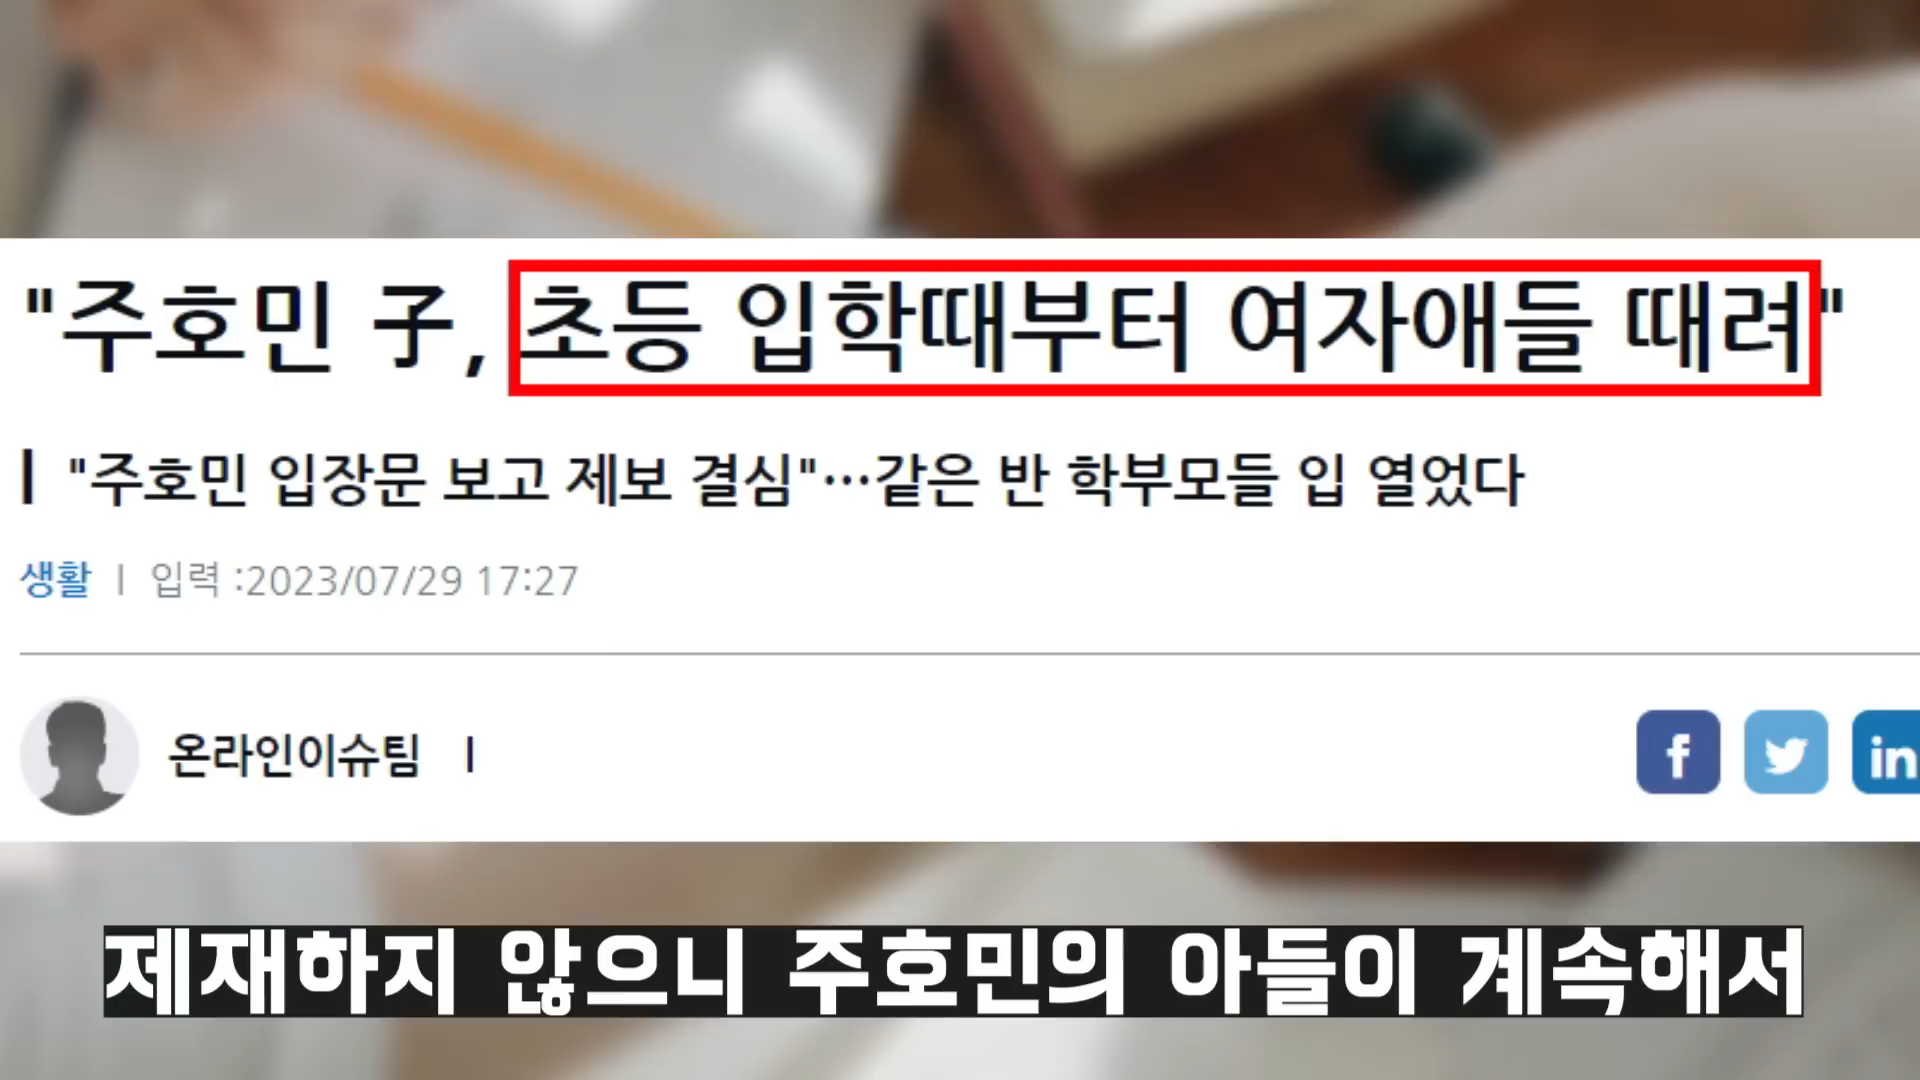 "주호민 子, 초등 입학때부터 여자애들 때려"
"주호민 입장문 보고 제보 결심"…같은 반 학부모들 입 열었다
생활 | 입력 :2023/07/29 17:27
온라인이슈팀 |
f in
제재하지 않으니 주호민의 아들이 계속해서